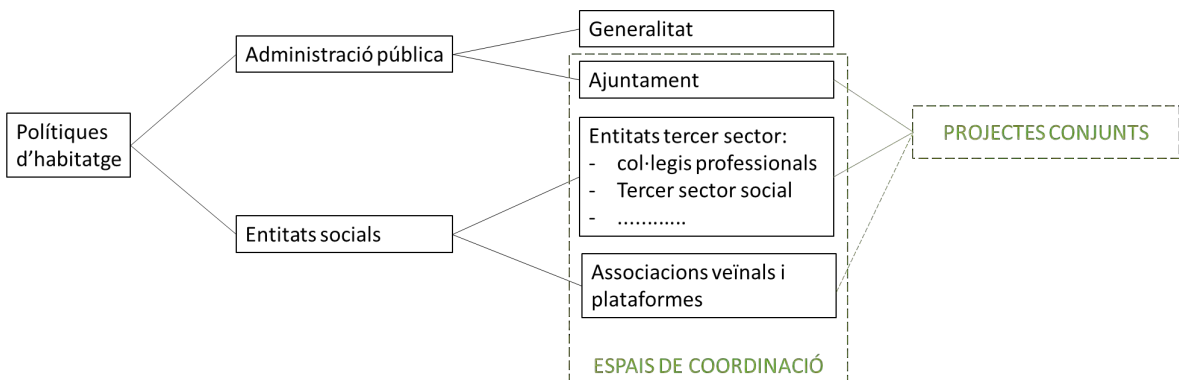 Polítiques
d'habitatge
Administració pública
Entitats socials
Generalitat
Ajuntament
Entitats tercer sector:
- col·legis professionals
- Tercer sector social
- ............
Associacions veïnals i
plataformes
ESPAIS DE COORDINACIÓ
PROJECTES CONJUNTS